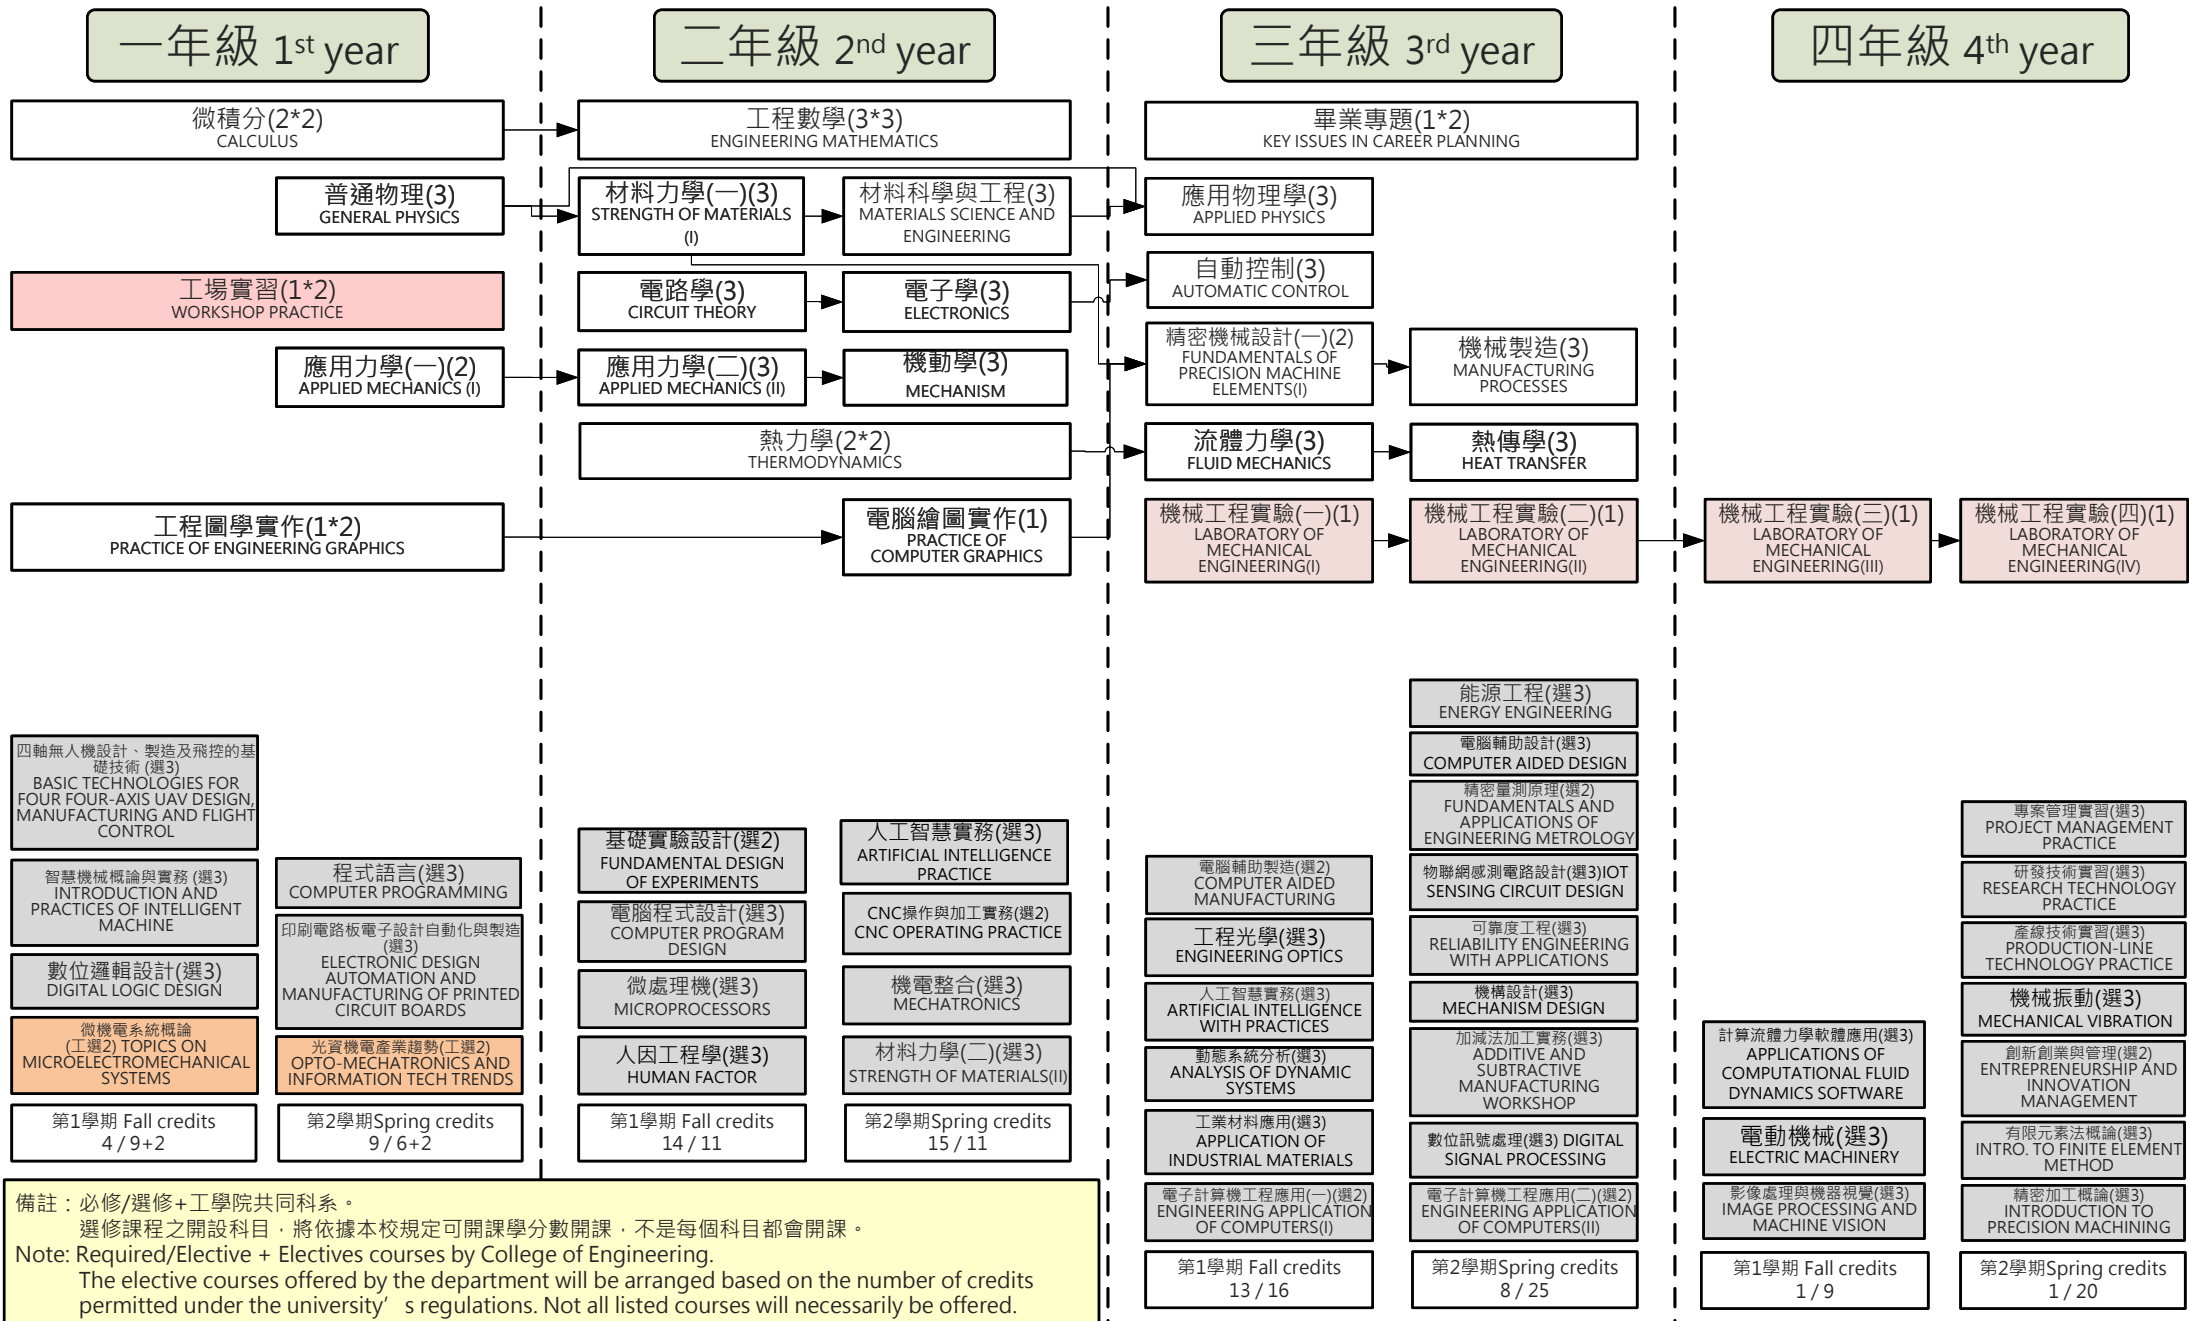 一年級 1st year
二年級 2nd year
三年級 3rd year
四年級 4th year
微積分(2*2)
CALCULUS
工程數學(3*3)
ENGINEERING MATHEMATICS
畢業專題(1*2)
KEY ISSUES IN CAREER PLANNING
普通物理(3)
GENERAL PHYSICS
材料力學(一)(3)
STRENGTH OF MATERIALS
(I)
材料科學與工程(3)
MATERIALS SCIENCE AND
ENGINEERING
應用物理學(3)
APPLIED PHYSICS
工場實習(1*2)
WORKSHOP PRACTICE
電路學(3)
CIRCUIT THEORY
電子學(3)
ELECTRONICS
自動控制(3)
AUTOMATIC CONTROL
應用力學(一)(2)
APPLIED MECHANICS (I)
應用力學(二)(3)
APPLIED MECHANICS (II)
機動學(3)
MECHANISM
精密機械設計(一)(2)
FUNDAMENTALS OF
PRECISION MACHINE
ELEMENTS(I)
機械製造(3)
MANUFACTURING
PROCESSES
熱力學(2*2)
THERMODYNAMICS
流體力學(3)
FLUID MECHANICS
熱傳學(3)
HEAT TRANSFER
工程圖學實作(1*2)
PRACTICE OF ENGINEERING GRAPHICS
電腦繪圖實作(1)
PRACTICE OF
COMPUTER GRAPHICS
機械工程實驗(一)(1)
LABORATORY OF
MECHANICAL
ENGINEERING(I)
機械工程實驗(二)(1)
LABORATORY OF
MECHANICAL
ENGINEERING(II)
機械工程實驗(三)(1)
LABORATORY OF
MECHANICAL
ENGINEERING(III)
機械工程實驗(四)(1)
LABORATORY OF
MECHANICAL
ENGINEERING(IV)
四軸無人機設計、製造及飛控的基
礎技術 (選3)
BASIC TECHNOLOGIES FOR
FOUR FOUR-AXIS UAV DESIGN,
MANUFACTURING AND FLIGHT
CONTROL
智慧機械概論與實務 (選3)
INTRODUCTION AND
PRACTICES OF INTELLIGENT
MACHINE
數位邏輯設計(選3)
DIGITAL LOGIC DESIGN
微機電系統概論
(工選2) TOPICS ON
MICROELECTROMECHANICAL
SYSTEMS
第1學期 Fall credits
4 / 9+2
程式語言(選3)
COMPUTER PROGRAMMING
印刷電路板電子設計自動化與製造
(選3)
ELECTRONIC DESIGN
AUTOMATION AND
MANUFACTURING OF PRINTED
CIRCUIT BOARDS
光資機電產業趨勢(工選2)
OPTO-MECHATRONICS AND
INFORMATION TECH TRENDS
第2學期Spring credits
9 / 6+2
基礎實驗設計(選2)
FUNDAMENTAL DESIGN
OF EXPERIMENTS
電腦程式設計(選3)
COMPUTER PROGRAM
DESIGN
微處理機(選3)
MICROPROCESSORS
人因工程學(選3)
HUMAN FACTOR
第1學期 Fall credits
14 / 11
人工智慧實務(選3)
ARTIFICIAL INTELLIGENCE
PRACTICE
CNC操作與加工實務(選2)
CNC OPERATING PRACTICE
機電整合(選3)
MECHATRONICS
材料力學(二)(選3)
STRENGTH OF MATERIALS(II)
第2學期Spring credits
15 / 11
電腦輔助製造(選2)
COMPUTER AIDED
MANUFACTURING
工程光學(選3)
ENGINEERING OPTICS
人工智慧實務(選3)
ARTIFICIAL INTELLIGENCE
WITH PRACTICES
動態系統分析(選3)
ANALYSIS OF DYNAMIC
SYSTEMS
工業材料應用(選3)
APPLICATION OF
INDUSTRIAL MATERIALS
電子計算機工程應用(一)(選2)
ENGINEERING APPLICATION
OF COMPUTERS(I)
第1學期 Fall credits
13 / 16
能源工程(選3)
ENERGY ENGINEERING
電腦輔助設計(選3)
COMPUTER AIDED DESIGN
精密量測原理(選2)
FUNDAMENTALS AND
APPLICATIONS OF
ENGINEERING METROLOGY
物聯網感測電路設計(選3)IOT
SENSING CIRCUIT DESIGN
可靠度工程(選3)
RELIABILITY ENGINEERING
WITH APPLICATIONS
機構設計(選3)
MECHANISM DESIGN
加減法加工實務(選3)
ADDITIVE AND
SUBTRACTIVE
MANUFACTURING
WORKSHOP
數位訊號處理(選3) DIGITAL
SIGNAL PROCESSING
電子計算機工程應用(二)(選2)
ENGINEERING APPLICATION
OF COMPUTERS(II)
第2學期Spring credits
8 / 25
計算流體力學軟體應用(選3)
APPLICATIONS OF
COMPUTATIONAL FLUID
DYNAMICS SOFTWARE
電動機械(選3)
ELECTRIC MACHINERY
影像處理與機器視覺(選3)
IMAGE PROCESSING AND
MACHINE VISION
第1學期 Fall credits
1 / 9
專案管理實習(選3)
PROJECT MANAGEMENT
PRACTICE
研發技術實習(選3)
RESEARCH TECHNOLOGY
PRACTICE
產線技術實習(選3)
PRODUCTION-LINE
TECHNOLOGY PRACTICE
機械振動(選3)
MECHANICAL VIBRATION
創新創業與管理(選2)
ENTREPRENEURSHIP AND
INNOVATION
MANAGEMENT
有限元素法概論(選3)
INTRO. TO FINITE ELEMENT
METHOD
精密加工概論(選3)
INTRODUCTION TO
PRECISION MACHINING
第2學期Spring credits
1 / 20
備註：必修/選修+工學院共同科系。
選修課程之開設科目，將依據本校規定可開課學分數開課，不是每個科目都會開課。
Note: Required/Elective + Electives courses by College of Engineering.
The elective courses offered by the department will be arranged based on the number of credits
permitted under the university’s regulations. Not all listed courses will necessarily be offered.